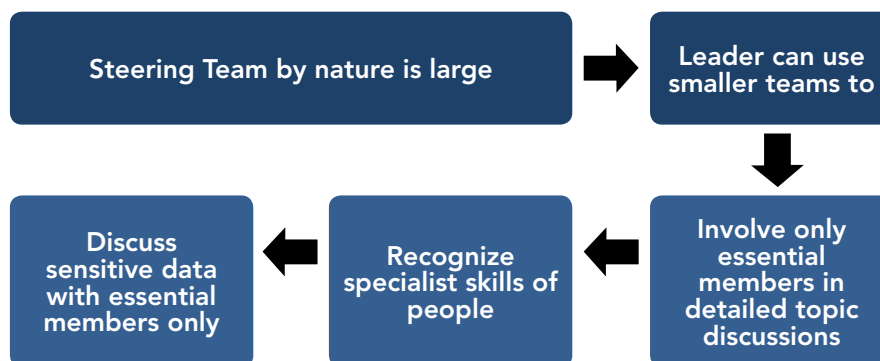 Steering Team by nature is large
Leader can use
smaller teams to
Involve only
essential
members in
detailed topic
discussions
Recognize
specialist skills of
people
Discuss
sensitive data
with essential
members only